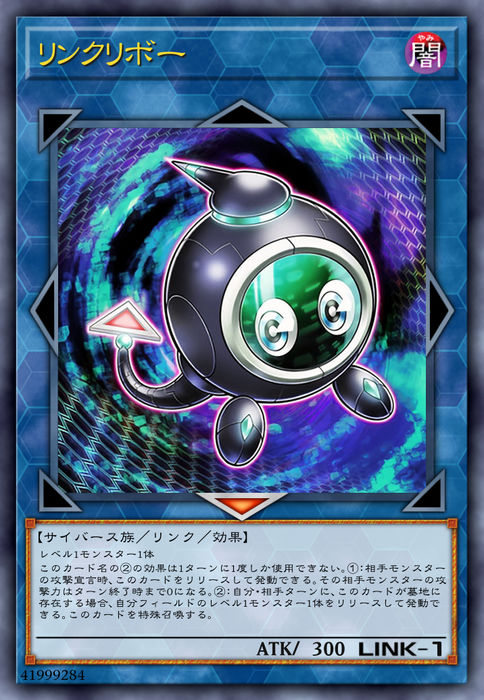 リンクリボー
やみ
闇
【サイバース族／リンク／効果】
レベル1モンスター1体
このカード名の②の効果は1ターンに1度しか使用できない。①：相手モンスター
の攻撃宣言時、このカードをリリースして発動できる。その相手モンスターの攻
撃力はターン終了時まで0になる。②：自分・相手ターンに、このカードが墓地に
存在する場合、自分フィールドのレベル1モンスター1体をリリースして発動で
きる。このカードを特殊召喚する。
ATK/ 300 LINK-1
41999284